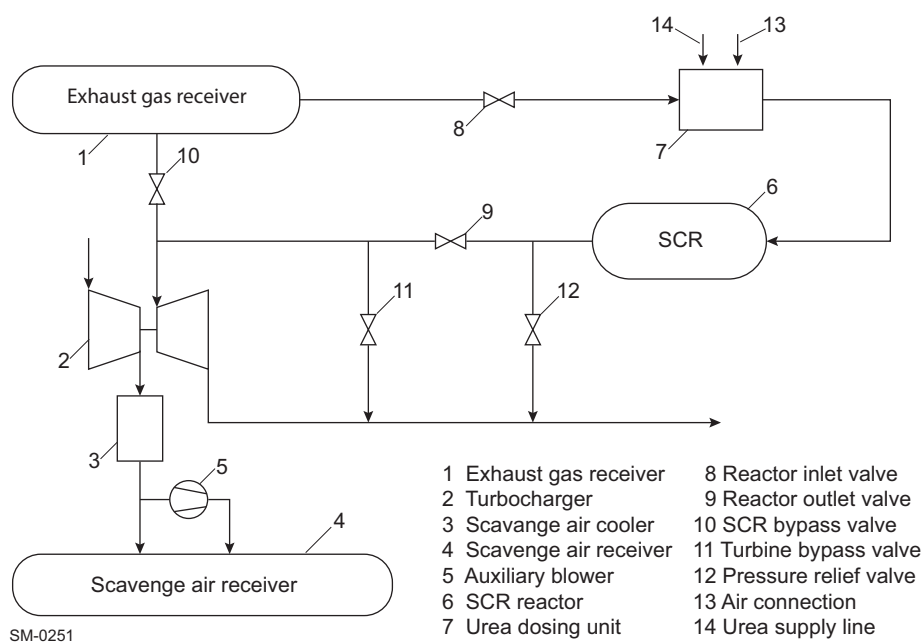 14
13
Exhaust gas receiver
8
1
7
10
6
9
SCR
11
12
2
3
5
4
Scavenge air receiver
1 Exhaust gas receiver
2 Turbocharger
3 Scavange air cooler
4 Scavenge air receiver
5 Auxiliary blower
6 SCR reactor
7 Urea dosing unit
8 Reactor inlet valve
9 Reactor outlet valve
10 SCR bypass valve
11 Turbine bypass valve
12 Pressure relief valve
13 Air connection
14 Urea supply line
SM-0251